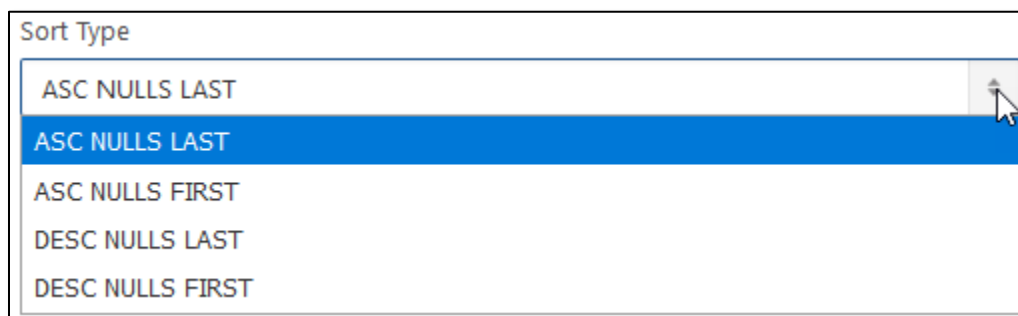 Sort Type
ASC NULLS LAST
ASC NULLS LAST
ASC NULLS FIRST
DESC NULLS LAST
DESC NULLS FIRST